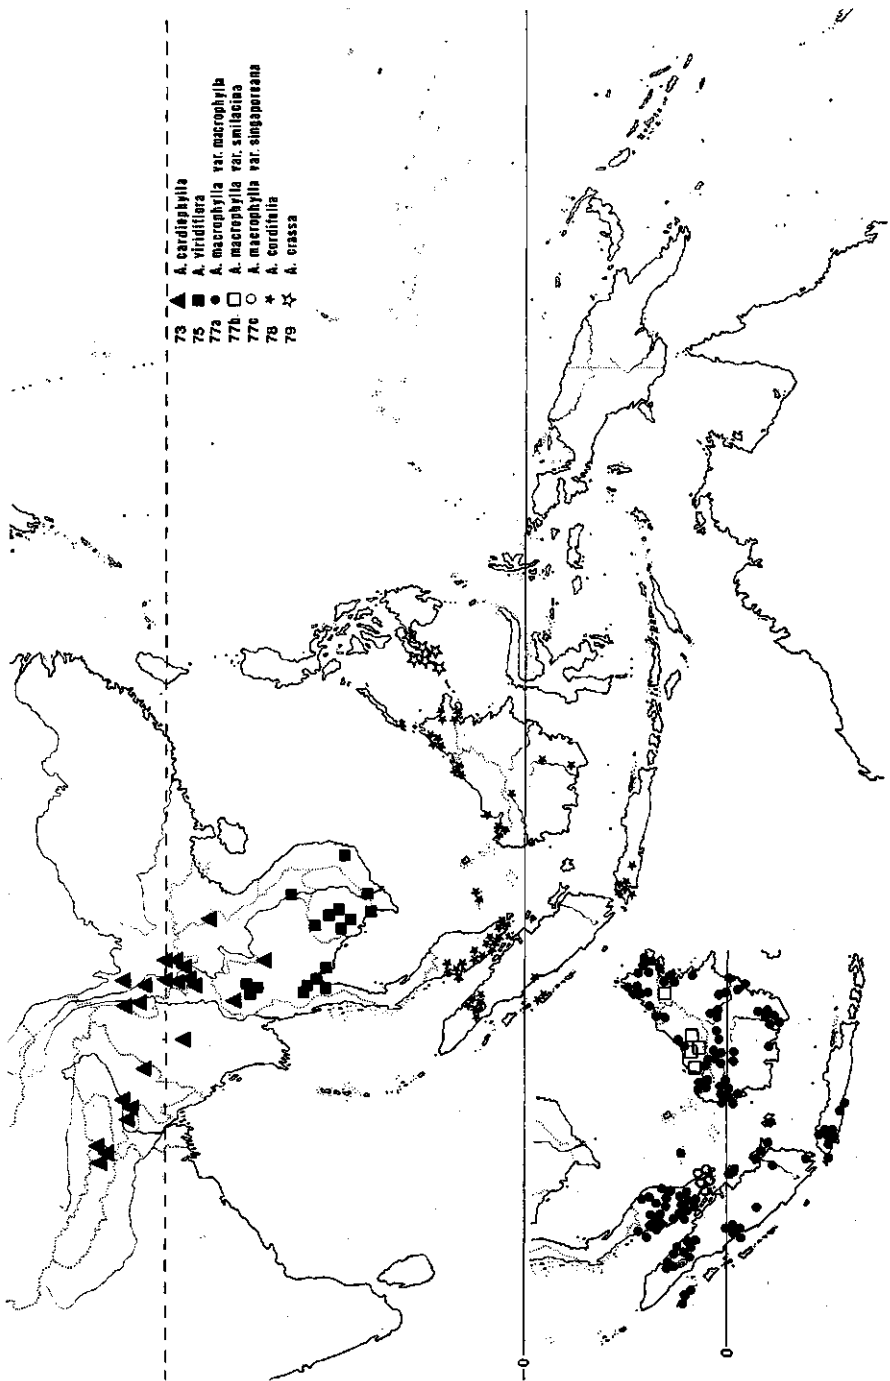 73 ▲ A. cardiophylla
75 ■ A. viridiflora
77a ● A. macrophylla var. macrophylla
77b □ A. macrophylla var. smilacina
77c ○ A. macrophylla var. singaporeana
78 ★ A. cordifolia
79 ☆ A. crassa
0
0